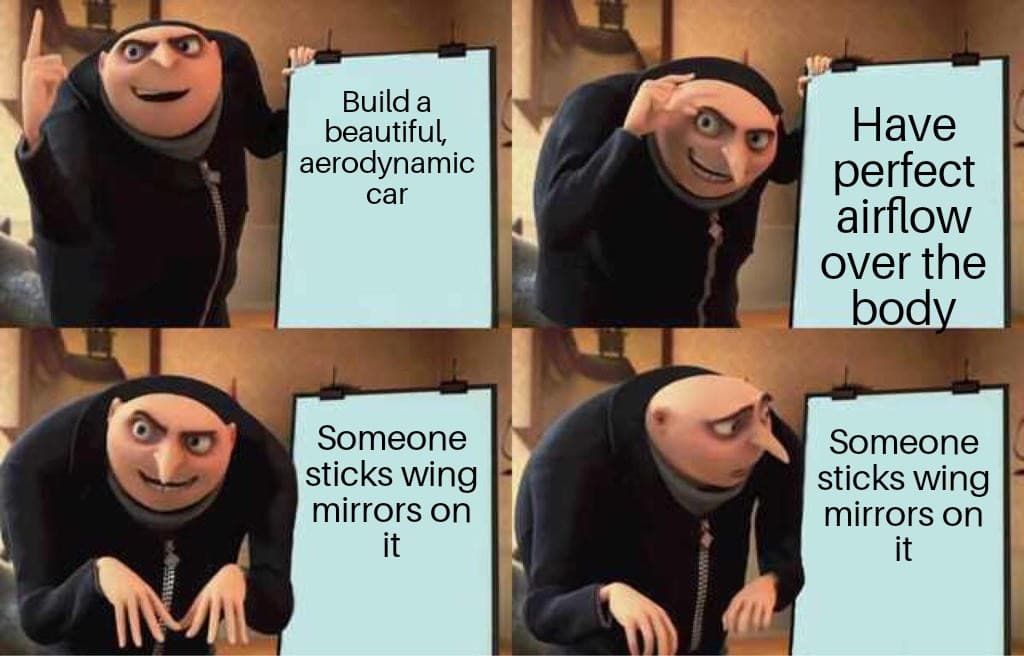 Build a
beautiful,
aerodynamic
car
Have
perfect
airflow
over the
body
Someone
sticks wing
mirrors on
it
Someone
sticks wing
mirrors on
it